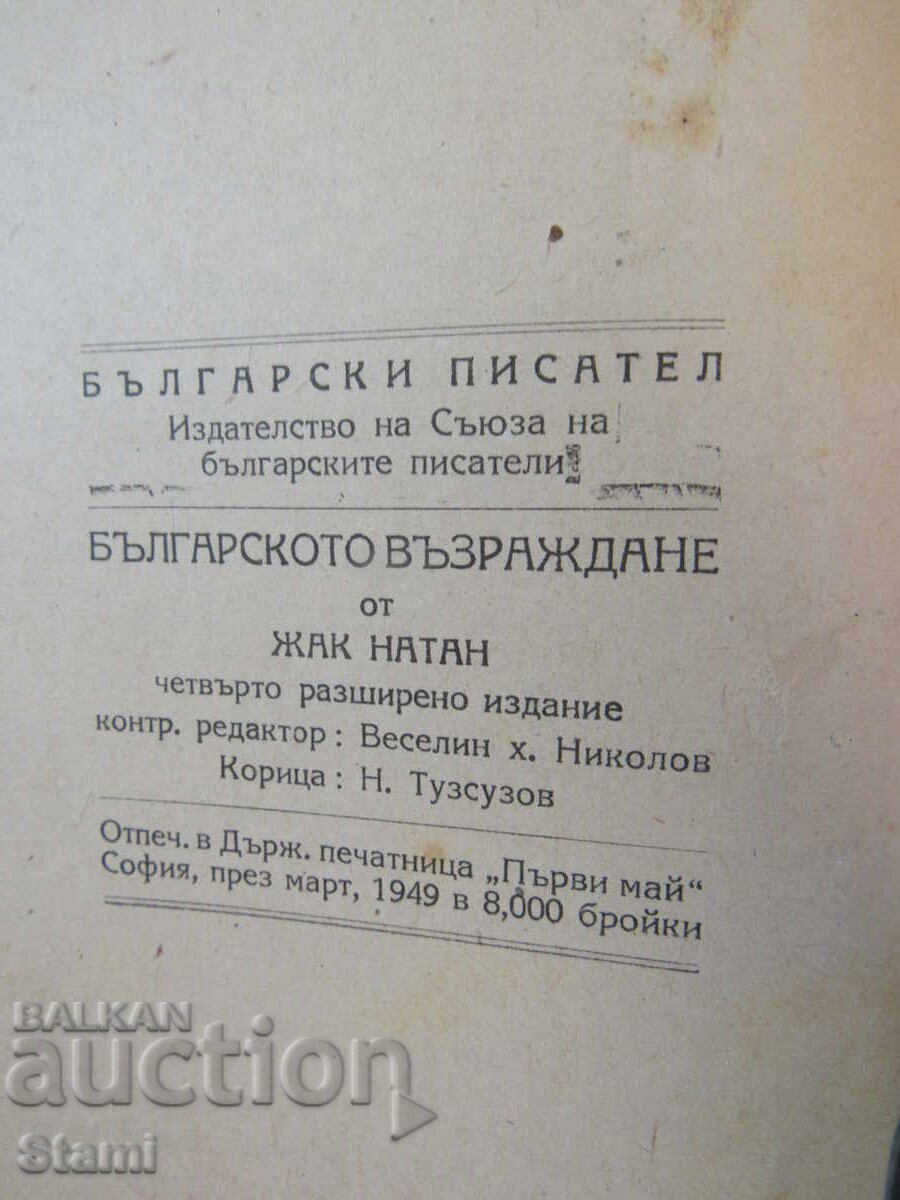 БЪЛГАРСКИ ПИСАТЕЛ
Издателство на Съюза на
българските писатели
БЪЛГАРСКОТО ВЪЗРАЖДАНЕ
от
ЖАК НАТАН
четвърто разширено издание
контр. редактор : Веселин х. Николов
Корица : Н. Тузсузов
Отпеч. в Държ. печатница „Първи май“
София, през март, 1949 в 8,000 бройки
BALKAN
auction
Stami